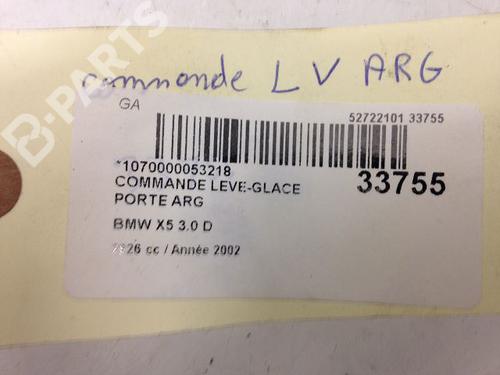 B-PARTS
commande LV ARG
GA
52722101 33755
*1070000053218
COMMANDE LEVE-GLACE
33755
PORTE ARG
BMW X5 3.0 D
cc / Année 2002